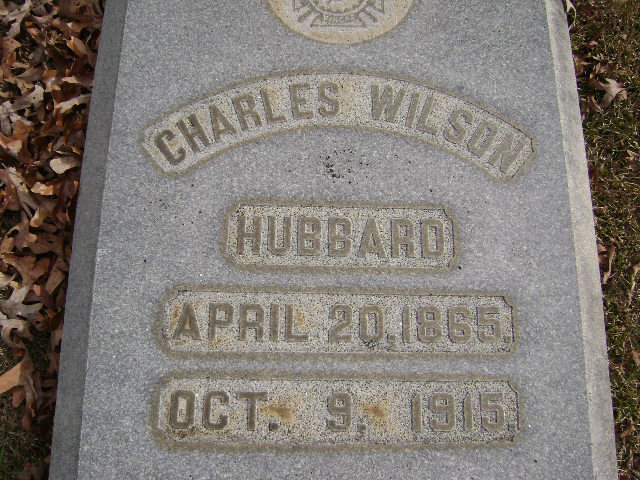 CHARLES WILSON
HUBBARD
APRIL 20, 1865.
OCT. 9. 1915.